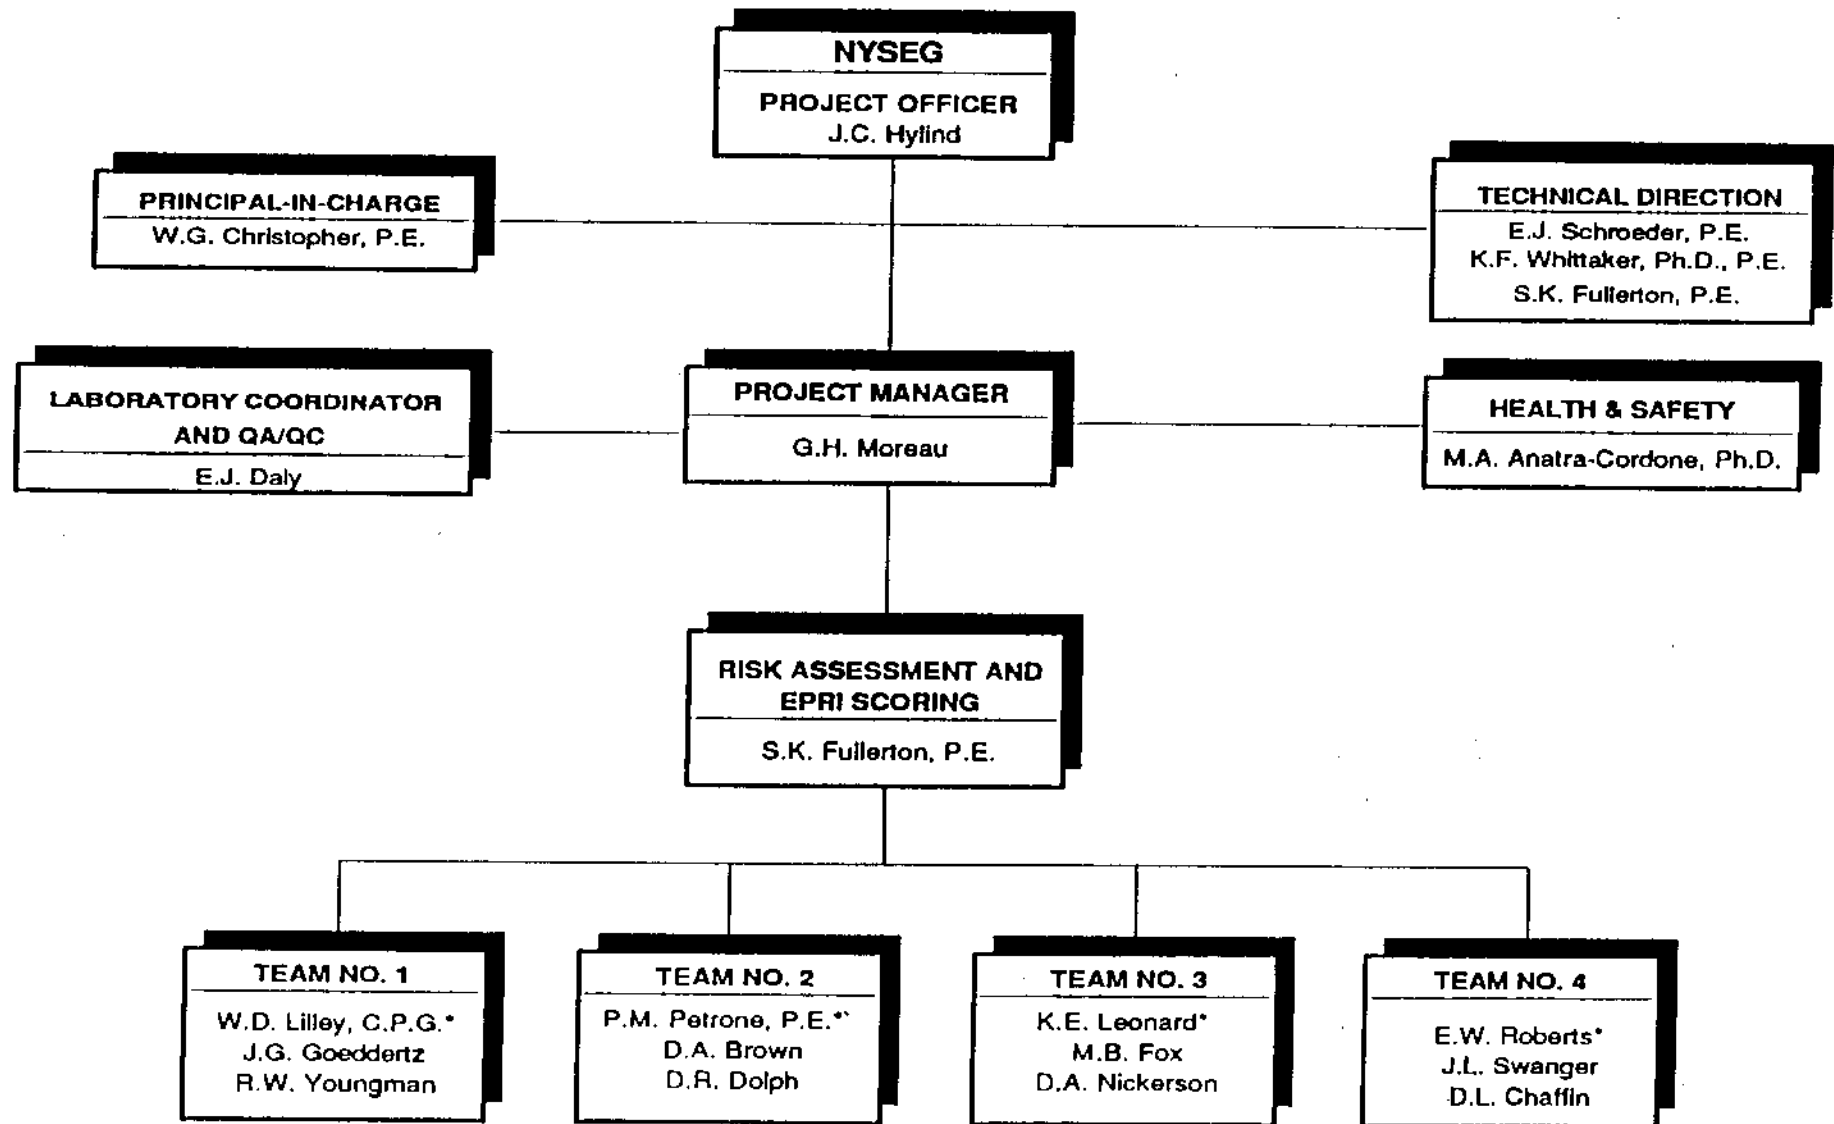 NYSEG
PROJECT OFFICER
J.C. Hylind
PRINCIPAL-IN-CHARGE
W.G. Christopher, P.E.
TECHNICAL DIRECTION
E.J. Schroeder, P.E.
K.F. Whittaker, Ph.D., P.E.
S.K. Fullerton, P.E.
LABORATORY COORDINATOR
AND QA/QC
E.J. Daly
PROJECT MANAGER
G.H. Moreau
HEALTH & SAFETY
M.A. Anatra-Cordone, Ph.D.
RISK ASSESSMENT AND
EPRI SCORING
S.K. Fullerton, P.E.
TEAM NO. 1
W.D. Lilley, C.P.G.*
J.G. Goeddertz
R.W. Youngman
TEAM NO. 2
P.M. Petrone, P.E.*
D.A. Brown
D.R. Dolph
TEAM NO. 3
K.E. Leonard*
M.B. Fox
D.A. Nickerson
TEAM NO. 4
E.W. Roberts*
J.L. Swanger
D.L. Chaffin